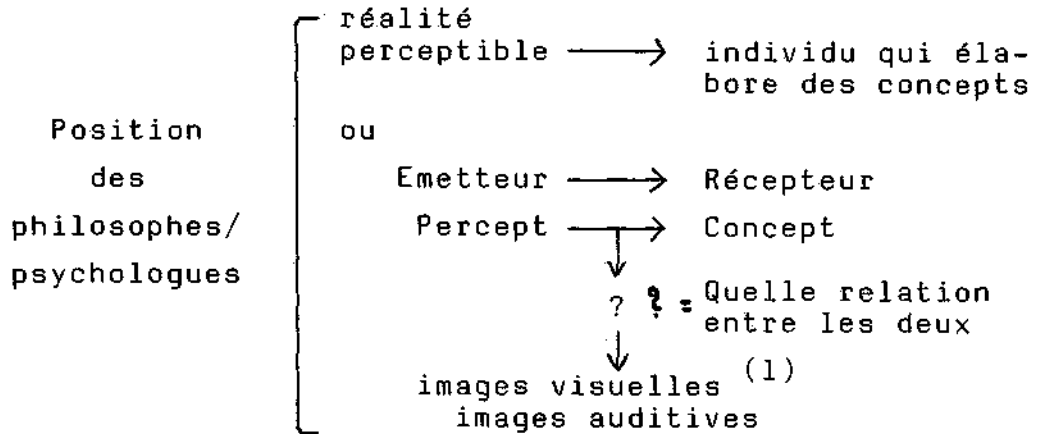 réalité
perceptible → individu qui éla-
bore des concepts
Position
des
philosophes/
psychologues
ou
Emetteur → Récepteur
Percept → Concept
? ? = Quelle relation
entre les deux
(1)
images visuelles
images auditives